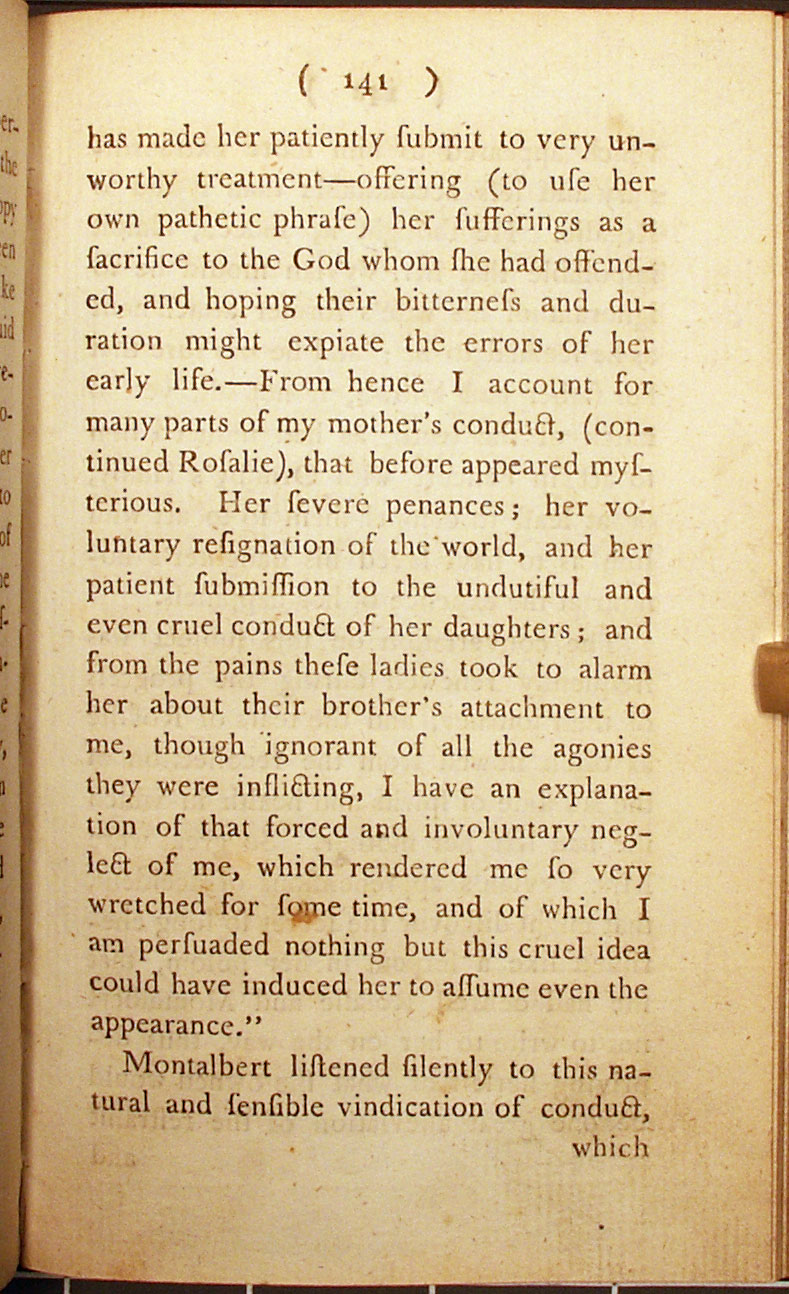 ( 141 )
has made her patiently ſubmit to very un-
worthy treatment—offering (to uſe her
own pathetic phraſe) her ſufferings as a
ſacrifice to the God whom ſhe had offend-
ed, and hoping their bitterneſs and du-
ration might expiate the errors of her
early life.—From hence I account for
many parts of my mother's conduct, (con-
tinued Roſalie), that before appeared myſ-
terious. Her ſevere penances; her vo-
luntary reſignation of the world, and her
patient ſubmiſſion to the undutiful and
even cruel conduct of her daughters; and
from the pains theſe ladies took to alarm
her about their brother's attachment to
me, though ignorant of all the agonies
they were inflicting, I have an explana-
tion of that forced and involuntary neg-
lect of me, which rendered me ſo very
wretched for ſome time, and of which I
am perſuaded nothing but this cruel idea
could have induced her to aſſume even the
appearance."
Montalbert liſtened ſilently to this na-
tural and ſenſible vindication of conduct,
which